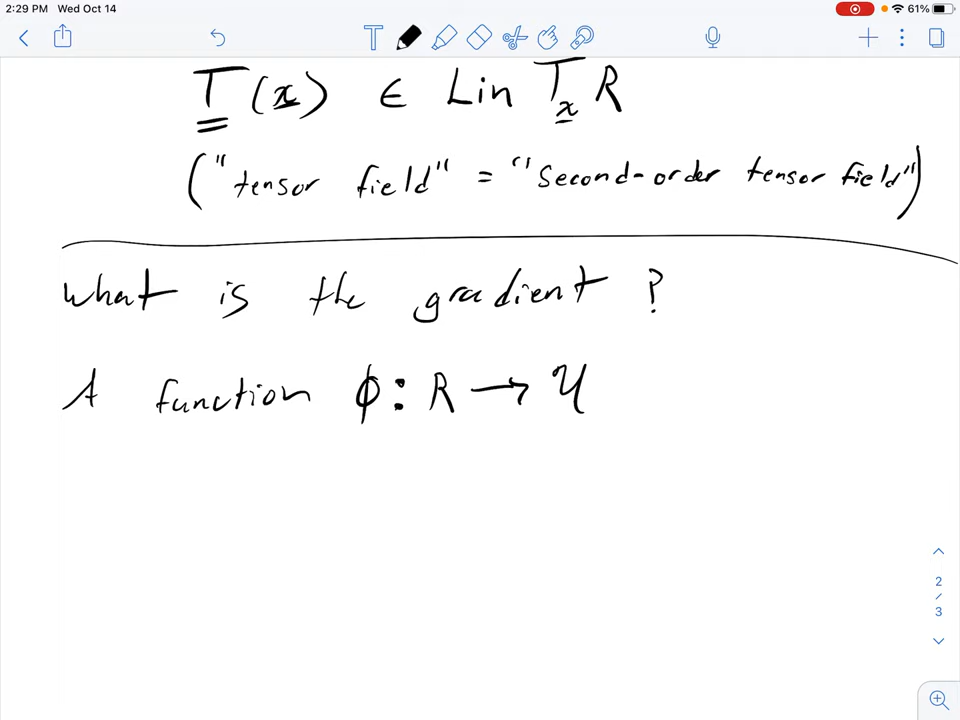 2:29 PM Wed Oct 14
61%
T(x) ∈ Lin T_x R
("tensor field" = "Second-order tensor field")
What is the gradient ?
A function φ: R → U
2
/
3